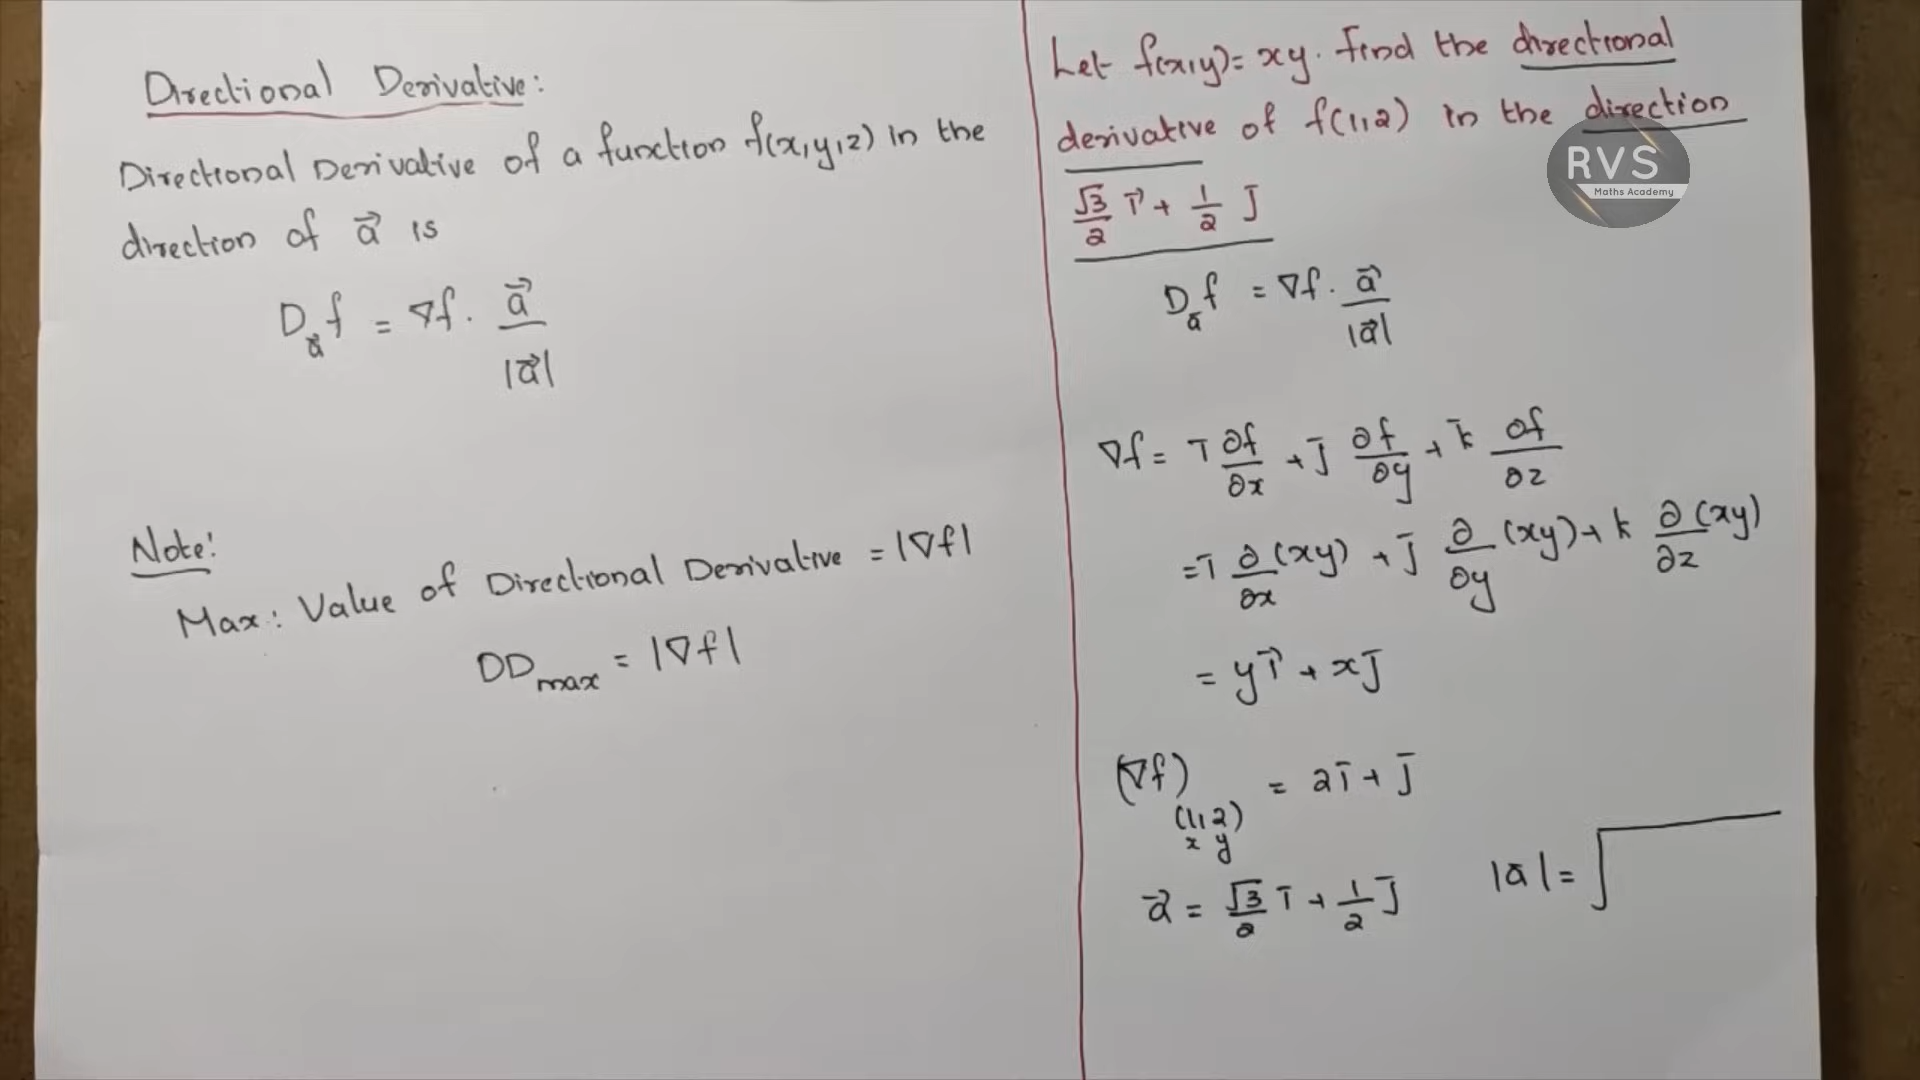 Directional Derivative:
Directional Derivative of a function f(x,y,z) in the
direction of a⃗ is
D_a⃗ f = ∇f . a⃗ / |a⃗|
Note:
Max: Value of Directional Derivative = |∇f|
DD_max = |∇f|
Let f(x,y) = xy. Find the directional
derivative of f(1,2) in the direction
√3/2 i⃗ + 1/2 j̄
RVS
Maths Academy
D_ā f = ∇f . a⃗ / |a⃗|
∇f = ī ∂f/∂x + j̄ ∂f/∂y + k̄ ∂f/∂z
= ī ∂/∂x (xy) + j̄ ∂/∂y (xy) + k ∂/∂z (xy)
= y i⃗ + x j̄
(∇f)(1,2) = 2ī + j̄
x y
a⃗ = √3/2 ī + 1/2 j̄
|ā| = √